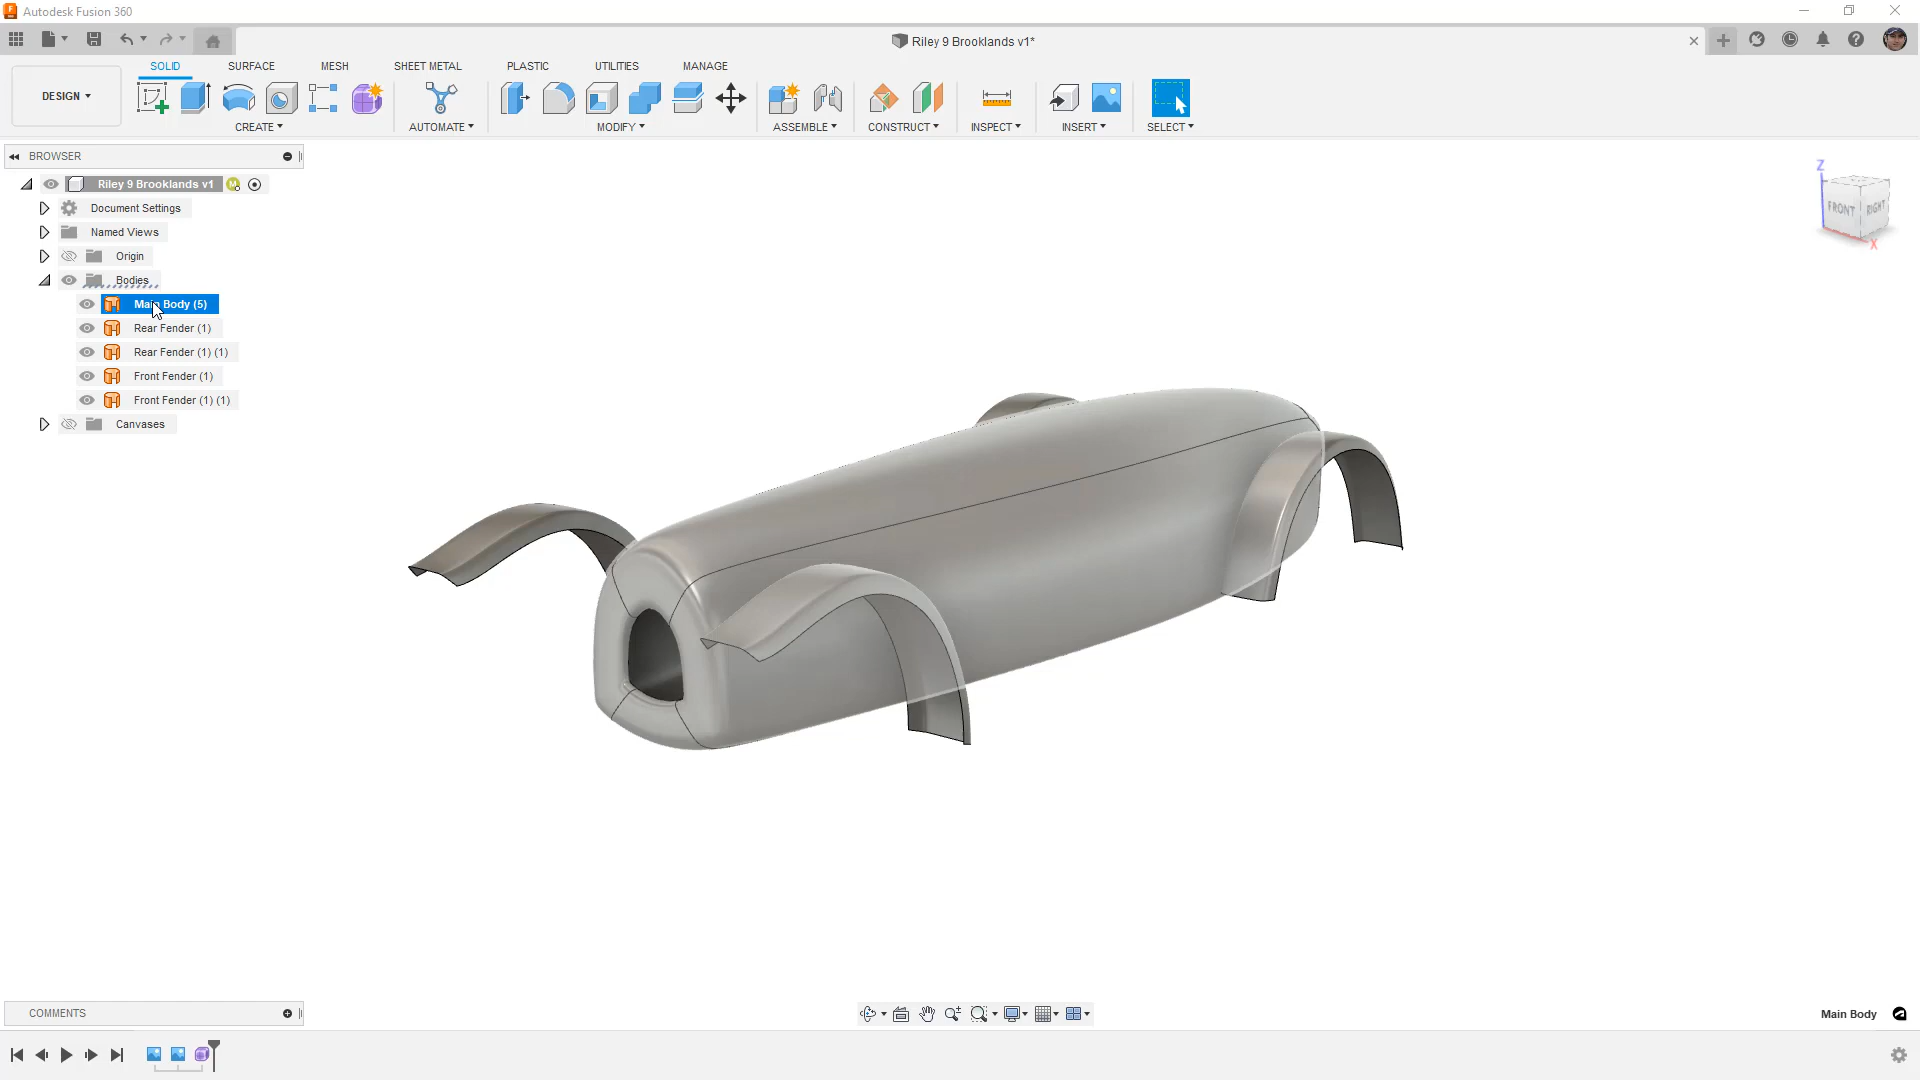 Autodesk Fusion 360
Riley 9 Brooklands v1*
SOLID SURFACE MESH SHEET METAL PLASTIC UTILITIES MANAGE
DESIGN
CREATE AUTOMATE MODIFY ASSEMBLE CONSTRUCT INSPECT INSERT SELECT
BROWSER
Riley 9 Brooklands v1
Document Settings
Named Views
Origin
Bodies
Main Body (5)
Rear Fender (1)
Rear Fender (1) (1)
Front Fender (1)
Front Fender (1) (1)
Canvases
Z
FRONT RIGHT
X
COMMENTS
Main Body